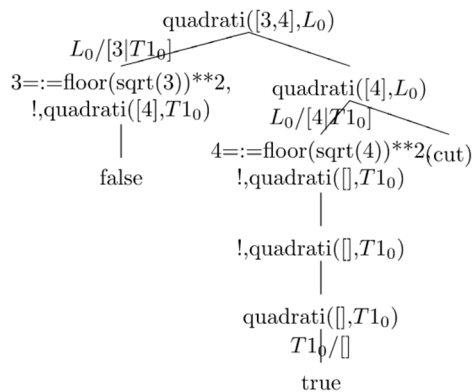 quadrati([3,4],L₀)
L₀/[3|T1₀]
3=:=floor(sqrt(3))**2,
!,quadrati([4],T1₀)
false
quadrati([4],L₀)
L₀/[4|T1₀]
4=:=floor(sqrt(4))**2,
!,quadrati([],T1₀)
(cut)
!,quadrati([],T1₀)
quadrati([],T1₀)
T1₀/[]
true